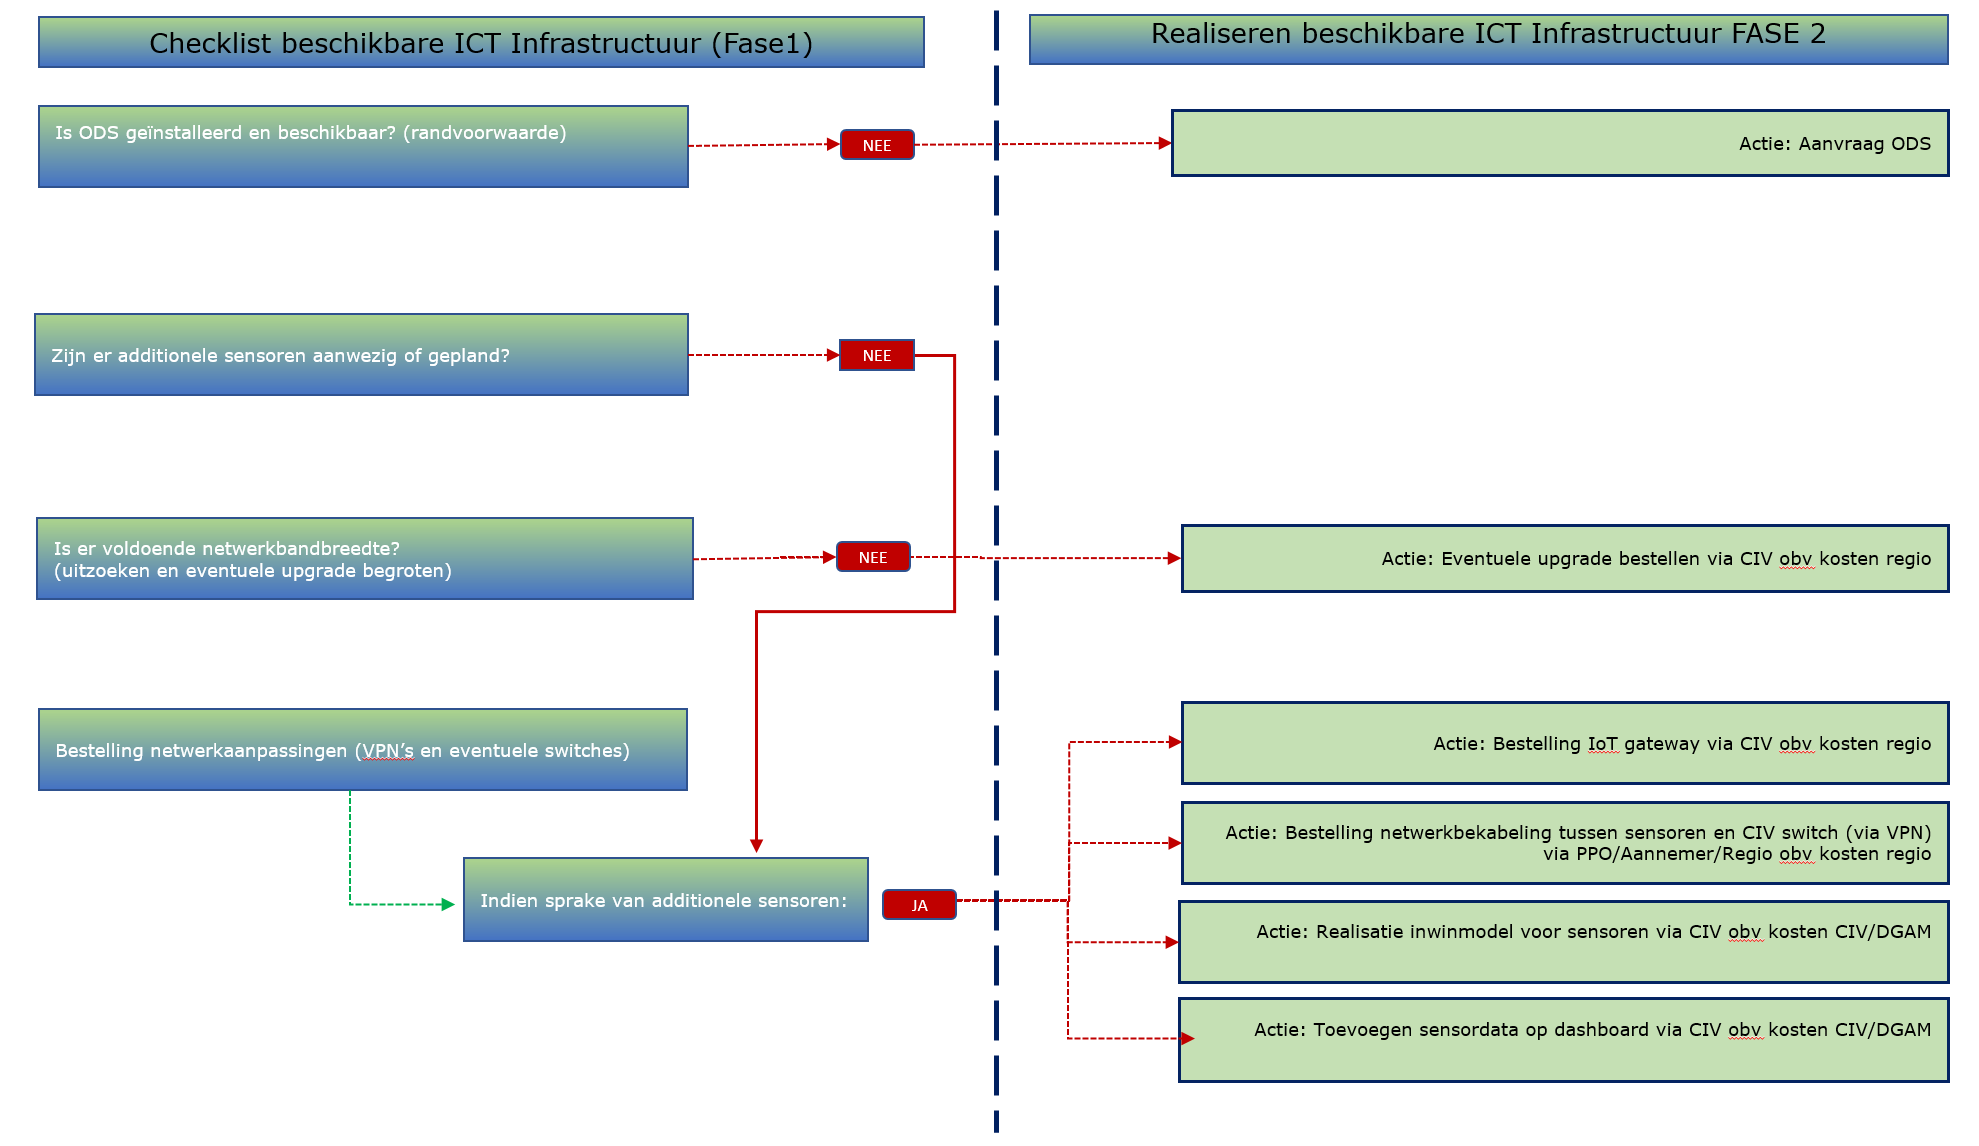 Checklist beschikbare ICT Infrastructuur (Fase1)
Realiseren beschikbare ICT Infrastructuur FASE 2
Is ODS geïnstalleerd en beschikbaar? (randvoorwaarde)
NEE
Actie: Aanvraag ODS
Zijn er additionele sensoren aanwezig of gepland?
NEE
Is er voldoende netwerkbandbreedte?
(uitzoeken en eventuele upgrade begroten)
NEE
Actie: Eventuele upgrade bestellen via CIV obv kosten regio
Bestelling netwerkaanpassingen (VPN’s en eventuele switches)
Indien sprake van additionele sensoren:
JA
Actie: Bestelling IoT gateway via CIV obv kosten regio
Actie: Bestelling netwerkbekabeling tussen sensoren en CIV switch (via VPN)
via PPO/Aannemer/Regio obv kosten regio
Actie: Realisatie inwinmodel voor sensoren via CIV obv kosten CIV/DGAM
Actie: Toevoegen sensordata op dashboard via CIV obv kosten CIV/DGAM